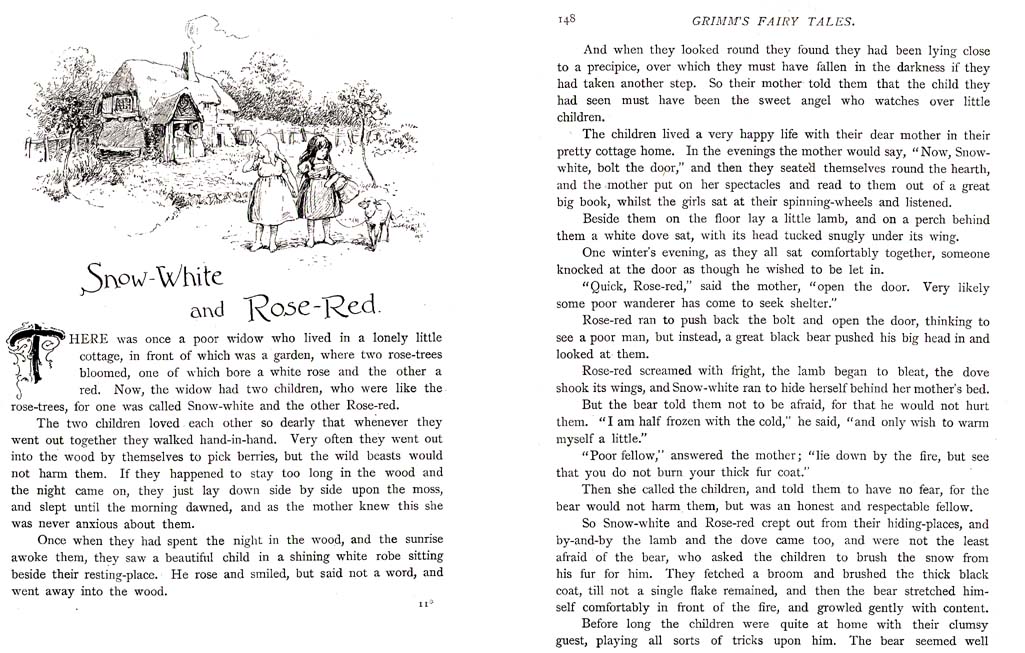 Snow-White
and Rose-Red.
THERE was once a poor widow who lived in a lonely little
cottage, in front of which was a garden, where two rose-trees
bloomed, one of which bore a white rose and the other a
red. Now, the widow had two children, who were like the
rose-trees, for one was called Snow-white and the other Rose-red.
The two children loved each other so dearly that whenever they
went out together they walked hand-in-hand. Very often they went out
into the wood by themselves to pick berries, but the wild beasts would
not harm them. If they happened to stay too long in the wood and
the night came on, they just lay down side by side upon the moss,
and slept until the morning dawned, and as the mother knew this she
was never anxious about them.
Once when they had spent the night in the wood, and the sunrise
awoke them, they saw a beautiful child in a shining white robe sitting
beside their resting-place. He rose and smiled, but said not a word, and
went away into the wood.
148
GRIMM'S FAIRY TALES.
And when they looked round they found they had been lying close
to a precipice, over which they must have fallen in the darkness if they
had taken another step. So their mother told them that the child they
had seen must have been the sweet angel who watches over little
children.
The children lived a very happy life with their dear mother in their
pretty cottage home. In the evenings the mother would say, "Now, Snow-
white, bolt the door," and then they seated themselves round the hearth,
and the mother put on her spectacles and read to them out of a great
big book, whilst the girls sat at their spinning-wheels and listened.
Beside them on the floor lay a little lamb, and on a perch behind
them a white dove sat, with its head tucked snugly under its wing.
One winter's evening, as they all sat comfortably together, someone
knocked at the door as though he wished to be let in.
"Quick, Rose-red," said the mother, "open the door. Very likely
some poor wanderer has come to seek shelter."
Rose-red ran to push back the bolt and open the door, thinking to
see a poor man, but instead, a great black bear pushed his big head in and
looked at them.
Rose-red screamed with fright, the lamb began to bleat, the dove
shook its wings, and Snow-white ran to hide herself behind her mother's bed.
But the bear told them not to be afraid, for that he would not hurt
them. "I am half frozen with the cold," he said, "and only wish to warm
myself a little."
"Poor fellow," answered the mother; "lie down by the fire, but see
that you do not burn your thick fur coat."
Then she called the children, and told them to have no fear, for the
bear would not harm them, but was an honest and respectable fellow.
So Snow-white and Rose-red crept out from their hiding-places, and
by-and-by the lamb and the dove came too, and were not the least
afraid of the bear, who asked the children to brush the snow from
his fur for him. They fetched a broom and brushed the thick black
coat, till not a single flake remained, and then the bear stretched him-
self comfortably in front of the fire, and growled gently with content.
Before long the children were quite at home with their clumsy
guest, playing all sorts of tricks upon him. The bear seemed well